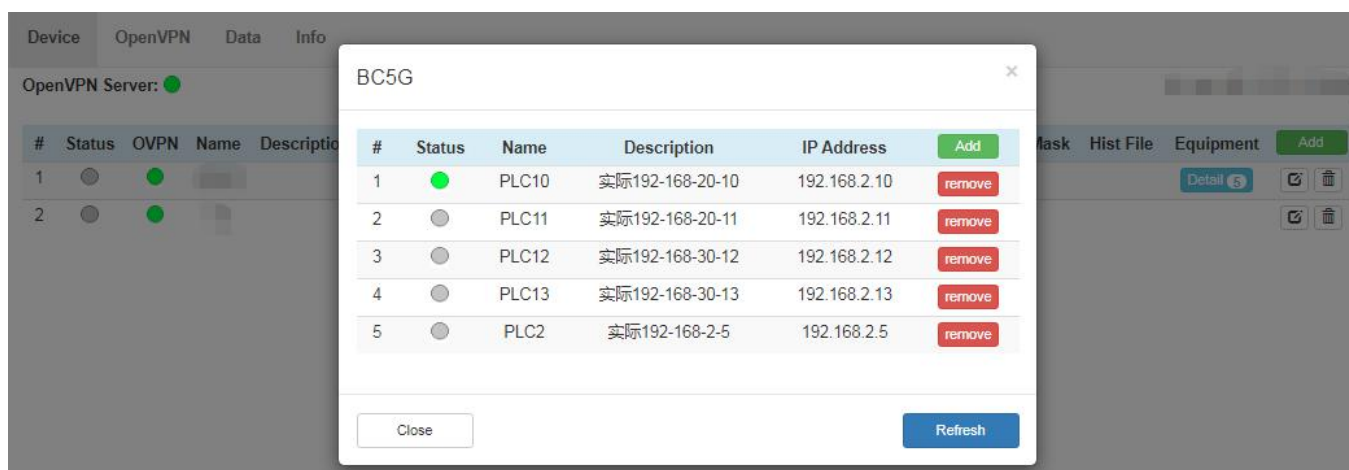 Device OpenVPN Data Info
OpenVPN Server:
# Status OVPN Name Descriptio Mask Hist File Equipment Add
1 Detail 5
2
BC5G ×
# Status Name Description IP Address Add
1 PLC10 实际192-168-20-10 192.168.2.10 remove
2 PLC11 实际192-168-20-11 192.168.2.11 remove
3 PLC12 实际192-168-30-12 192.168.2.12 remove
4 PLC13 实际192-168-30-13 192.168.2.13 remove
5 PLC2 实际192-168-2-5 192.168.2.5 remove
Close Refresh